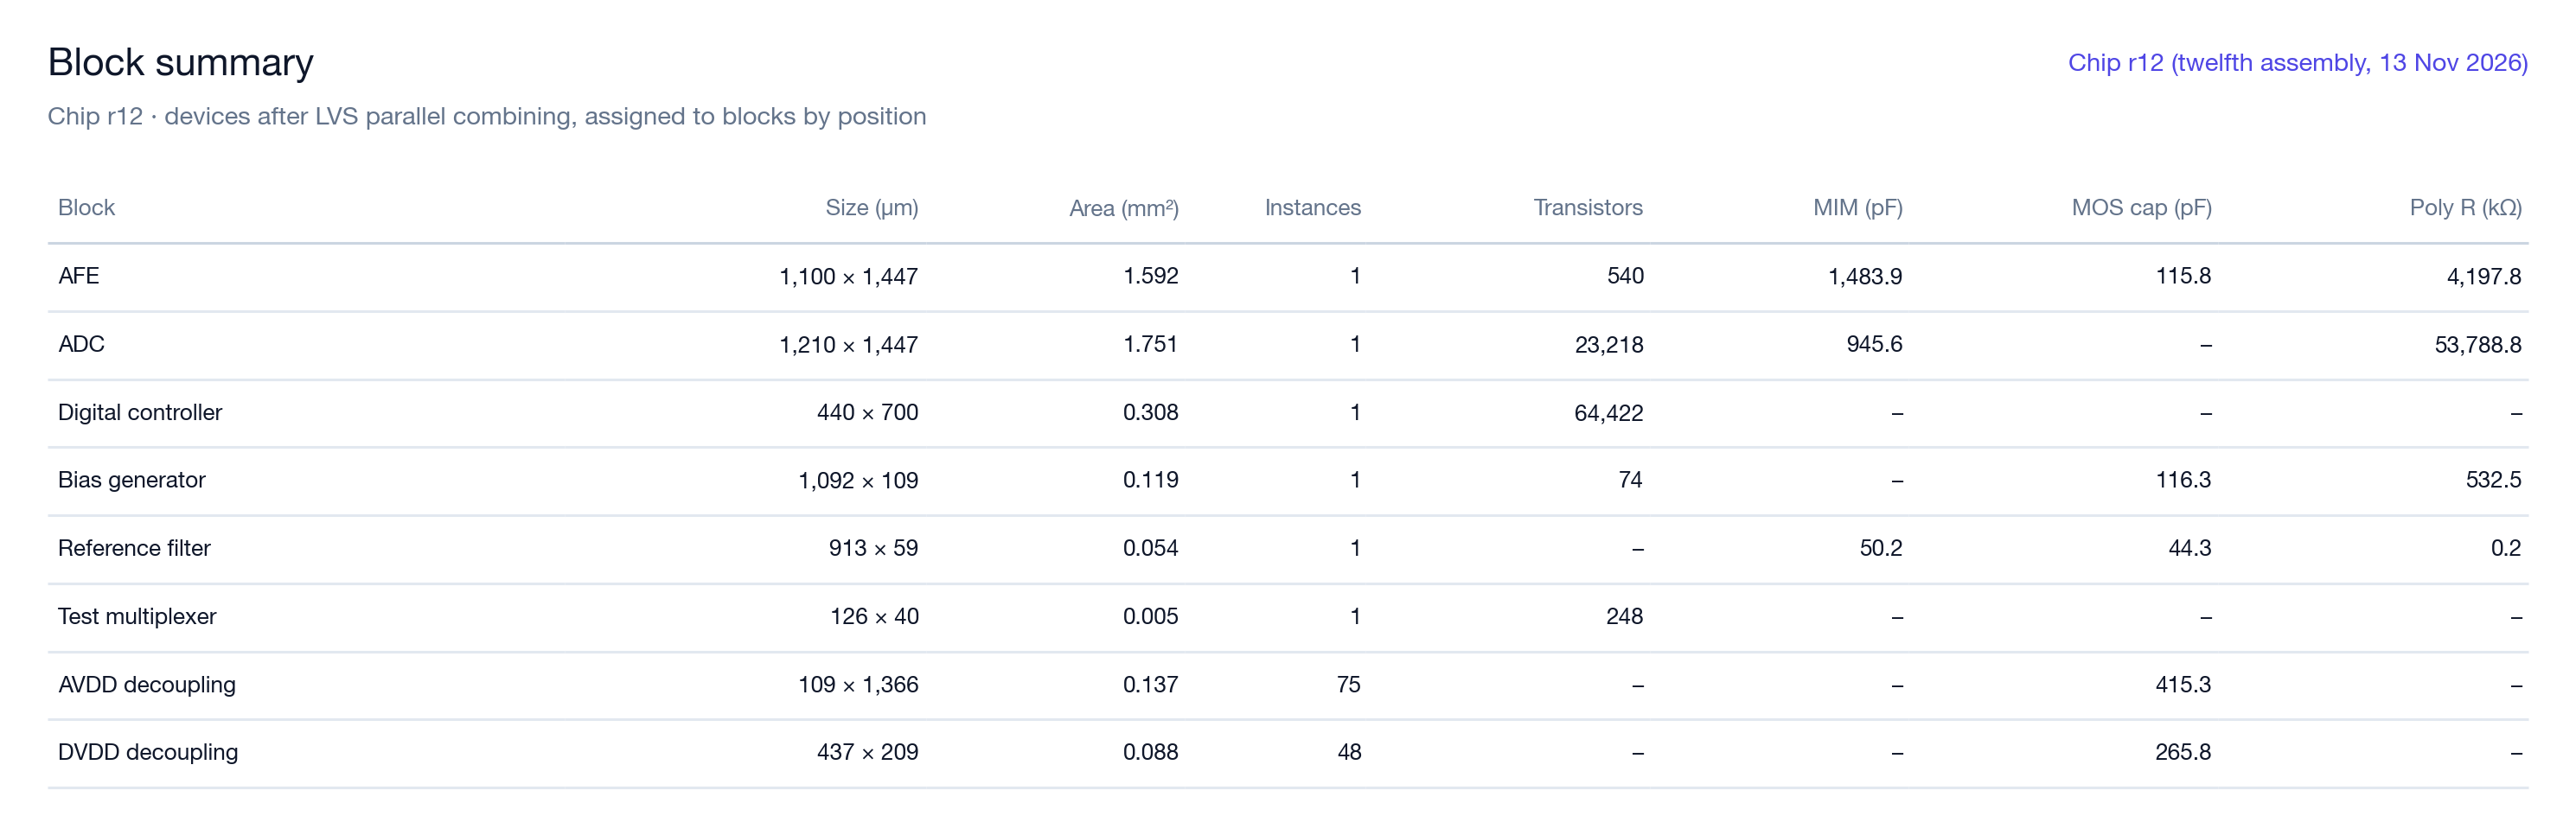 Block summary
Chip r12 (twelfth assembly, 13 Nov 2026)
Chip r12 · devices after LVS parallel combining, assigned to blocks by position
Block Size (µm) Area (mm²) Instances Transistors MIM (pF) MOS cap (pF) Poly R (kΩ)
AFE 1,100 × 1,447 1.592 1 540 1,483.9 115.8 4,197.8
ADC 1,210 × 1,447 1.751 1 23,218 945.6 – 53,788.8
Digital controller 440 × 700 0.308 1 64,422 – – –
Bias generator 1,092 × 109 0.119 1 74 – 116.3 532.5
Reference filter 913 × 59 0.054 1 – 50.2 44.3 0.2
Test multiplexer 126 × 40 0.005 1 248 – – –
AVDD decoupling 109 × 1,366 0.137 75 – – 415.3 –
DVDD decoupling 437 × 209 0.088 48 – – 265.8 –